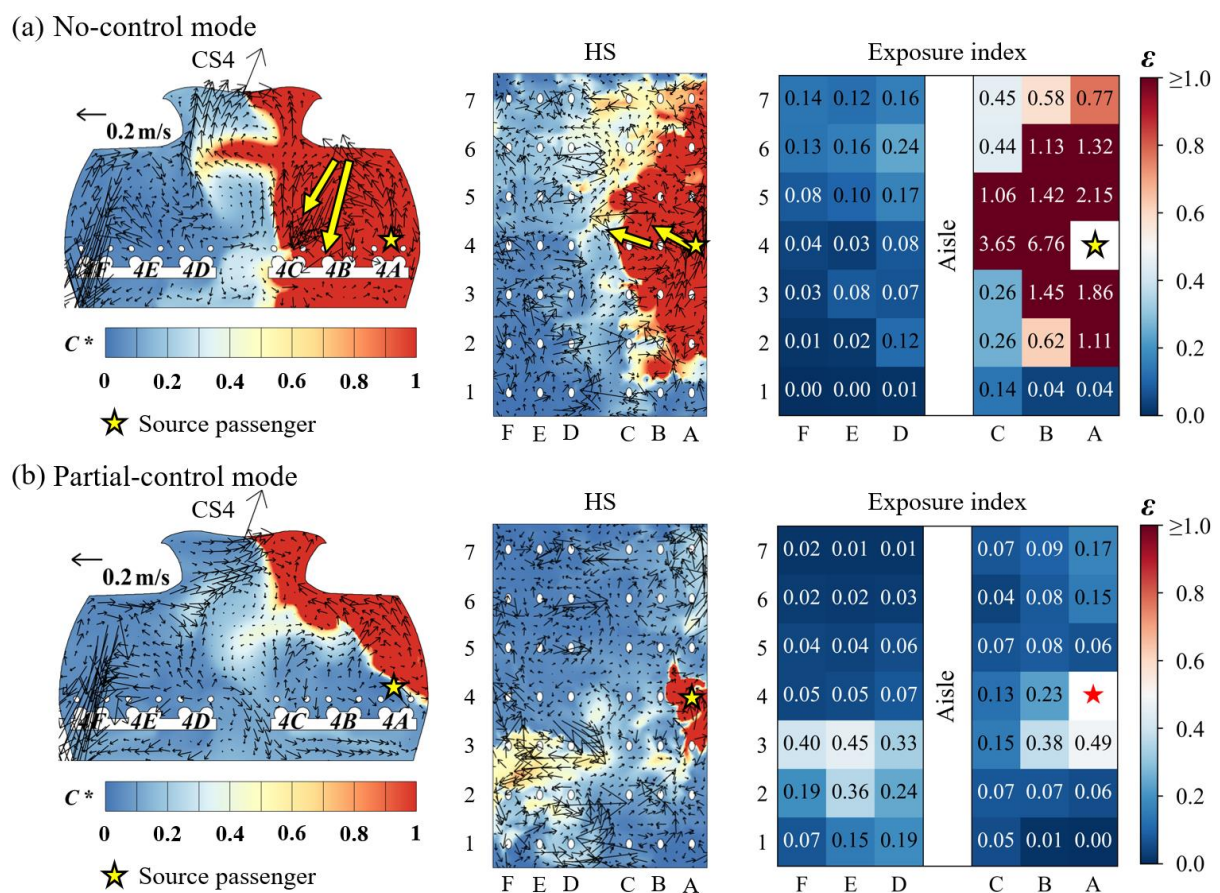 (a) No-control mode
CS4
HS
Exposure index
ε
0.2 m/s
4F 4E 4D 4C 4B 4A
C*
0 0.2 0.4 0.6 0.8 1
Source passenger
7
6
5
4
3
2
1
F E D C B A
7 0.14 0.12 0.16 0.45 0.58 0.77
6 0.13 0.16 0.24 0.44 1.13 1.32
5 0.08 0.10 0.17 1.06 1.42 2.15
4 0.04 0.03 0.08 3.65 6.76
3 0.03 0.08 0.07 0.26 1.45 1.86
2 0.01 0.02 0.12 0.26 0.62 1.11
1 0.00 0.00 0.01 0.14 0.04 0.04
Aisle
F E D C B A
≥1.0
0.8
0.6
0.4
0.2
0.0
(b) Partial-control mode
CS4
HS
Exposure index
ε
0.2 m/s
4F 4E 4D 4C 4B 4A
C*
0 0.2 0.4 0.6 0.8 1
Source passenger
7
6
5
4
3
2
1
F E D C B A
7 0.02 0.01 0.01 0.07 0.09 0.17
6 0.02 0.02 0.03 0.04 0.08 0.15
5 0.04 0.04 0.06 0.07 0.08 0.06
4 0.05 0.05 0.07 0.13 0.23
3 0.40 0.45 0.33 0.15 0.38 0.49
2 0.19 0.36 0.24 0.07 0.07 0.06
1 0.07 0.15 0.19 0.05 0.01 0.00
Aisle
F E D C B A
≥1.0
0.8
0.6
0.4
0.2
0.0